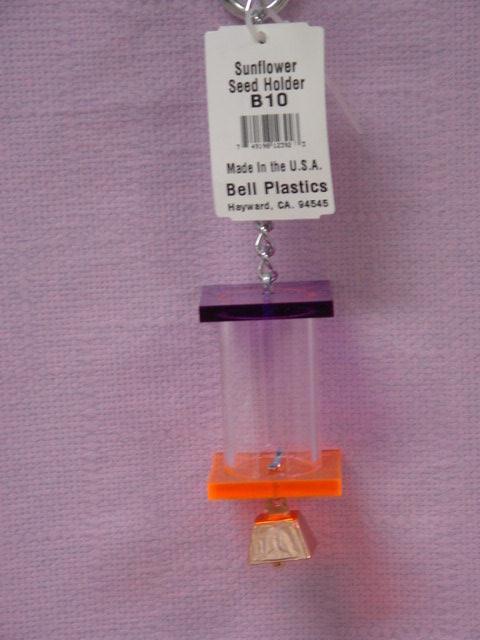 Sunflower
Seed Holder
B10
Made In the U.S.A.
Bell Plastics
Hayward, CA. 94545